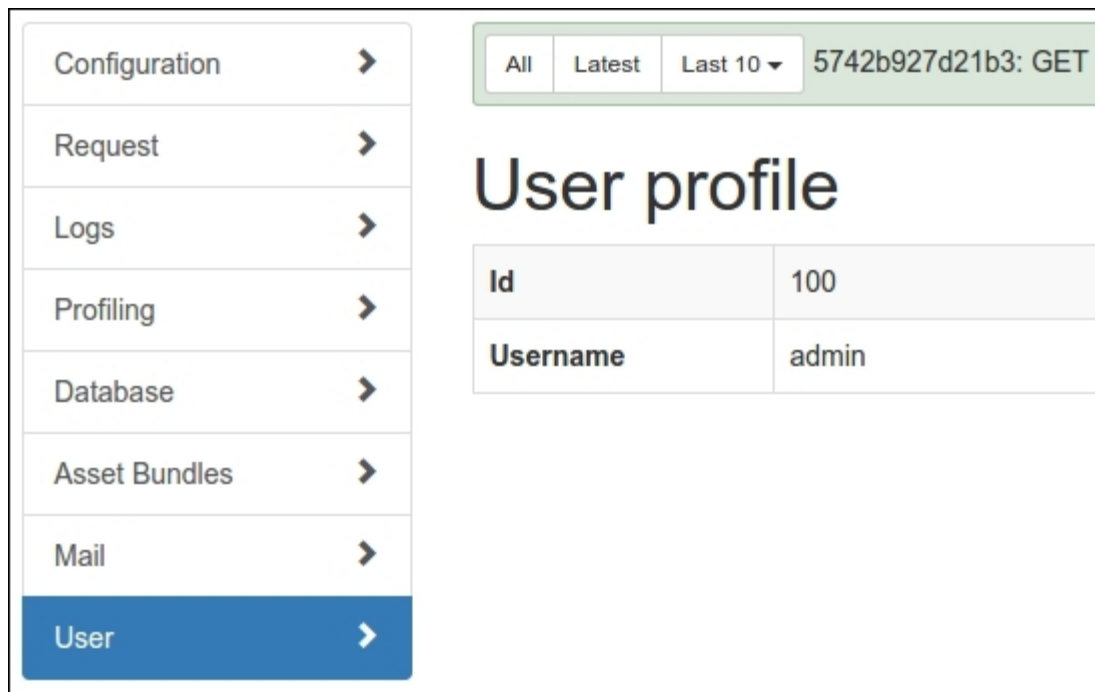 Configuration
Request
Logs
Profiling
Database
Asset Bundles
Mail
User
All Latest Last 10 5742b927d21b3: GET
User profile
Id 100
Username admin